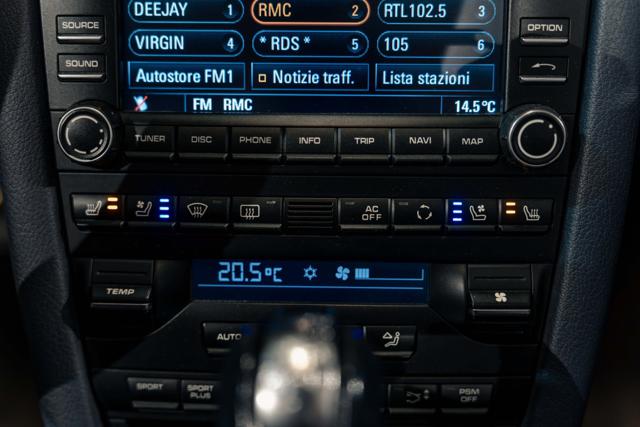 SOURCE
DEEJAY 1
RMC 2
RTL102.5 3
OPTION
VIRGIN 4
* RDS * 5
105 6
SOUND
Autostore FM1
Notizie traff.
Lista stazioni
FM RMC
14.5°C
TUNER DISC PHONE INFO TRIP NAVI MAP
AC OFF
20.5°C
TEMP
AUTO
SPORT
SPORT PLUS
PSM OFF